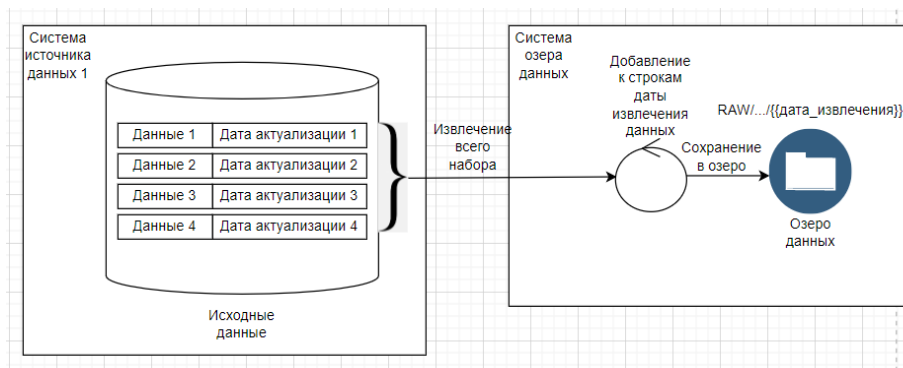 Система
источника
данных 1
Данные 1
Дата актуализации 1
Данные 2
Дата актуализации 2
Данные 3
Дата актуализации 3
Данные 4
Дата актуализации 4
Исходные
данные
Извлечение
всего
набора
Система
озера
данных
Добавление
к строкам
даты
извлечения
данных
Сохранение
в озеро
RAW/.../{{дата_извлечения}}
Озеро
данных